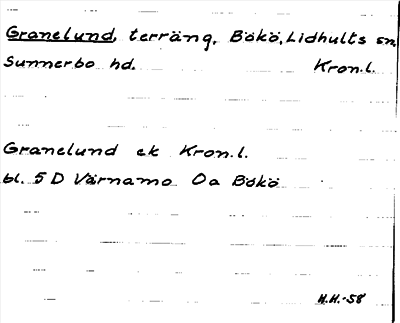 Granelund, terräng, Bökö, Lidhults sn,
Sunnerbo hd. Kron.l.
Granelund ek Kron.l.
bl. 5 D Värnamo Oa Bökö
H.H.-58